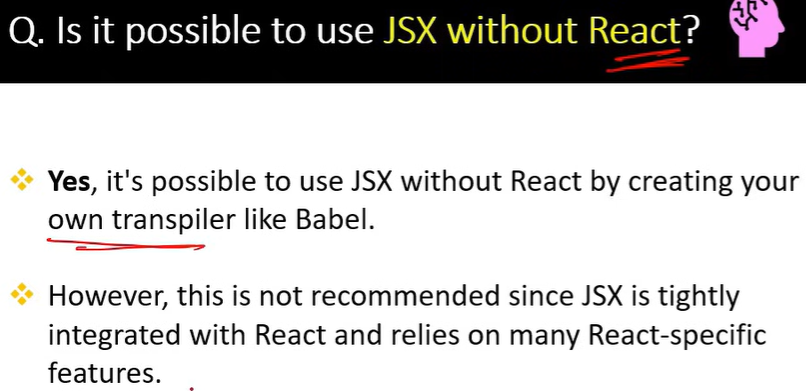 Q. Is it possible to use JSX without React?
Yes, it's possible to use JSX without React by creating your
own transpiler like Babel.
However, this is not recommended since JSX is tightly
integrated with React and relies on many React-specific
features.